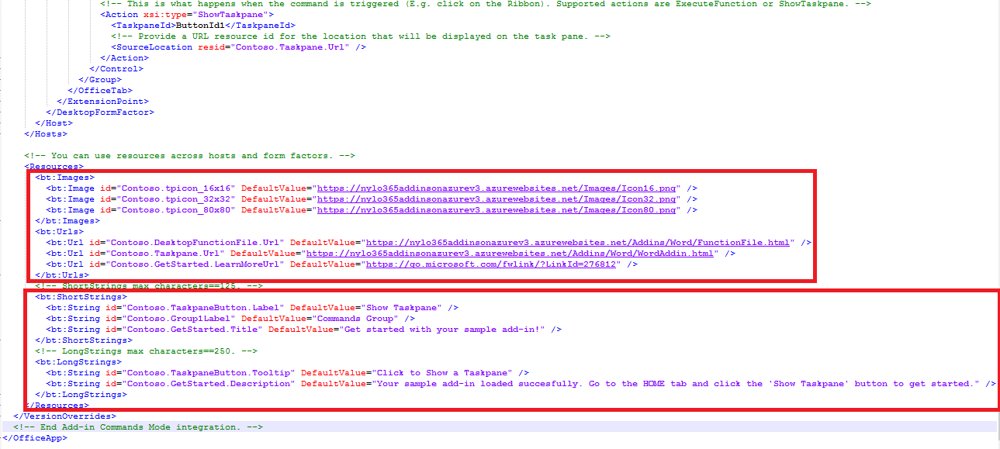 <!-- This is what happens when the command is triggered (E.g. click on the Ribbon). Supported actions are ExecuteFunction or ShowTaskpane. -->
<Action xsi:type="ShowTaskpane">
<TaskpaneId>ButtonId1</TaskpaneId>
<!-- Provide a URL resource id for the location that will be displayed on the task pane. -->
<SourceLocation resid="Contoso.Taskpane.Url" />
</Action>
</Control>
</Group>
</OfficeTab>
</ExtensionPoint>
</DesktopFormFactor>
</Host>
</Hosts>
<!-- You can use resources across hosts and form factors. -->
<Resources>
<bt:Images>
<bt:Image id="Contoso.tpicon_16x16" DefaultValue="https://nylo365addinsonazurev3.azurewebsites.net/Images/Icon16.png" />
<bt:Image id="Contoso.tpicon_32x32" DefaultValue="https://nylo365addinsonazurev3.azurewebsites.net/Images/Icon32.png" />
<bt:Image id="Contoso.tpicon_80x80" DefaultValue="https://nylo365addinsonazurev3.azurewebsites.net/Images/Icon80.png" />
</bt:Images>
<bt:Urls>
<bt:Url id="Contoso.DesktopFunctionFile.Url" DefaultValue="https://nylo365addinsonazurev3.azurewebsites.net/Addins/Word/FunctionFile.html" />
<bt:Url id="Contoso.Taskpane.Url" DefaultValue="https://nylo365addinsonazurev3.azurewebsites.net/Addins/Word/WordAddin.html" />
<bt:Url id="Contoso.GetStarted.LearnMoreUrl" DefaultValue="https://go.microsoft.com/fwlink/?LinkId=276812" />
</bt:Urls>
<!-- ShortStrings max characters==125. -->
<bt:ShortStrings>
<bt:String id="Contoso.TaskpaneButton.Label" DefaultValue="Show Taskpane" />
<bt:String id="Contoso.Group1Label" DefaultValue="Commands Group" />
<bt:String id="Contoso.GetStarted.Title" DefaultValue="Get started with your sample add-in!" />
</bt:ShortStrings>
<!-- LongStrings max characters==250. -->
<bt:LongStrings>
<bt:String id="Contoso.TaskpaneButton.Tooltip" DefaultValue="Click to Show a Taskpane" />
<bt:String id="Contoso.GetStarted.Description" DefaultValue="Your sample add-in loaded succesfully. Go to the HOME tab and click the 'Show Taskpane' button to get started." />
</bt:LongStrings>
</Resources>
</VersionOverrides>
<!-- End Add-in Commands Mode integration. -->
</OfficeApp>